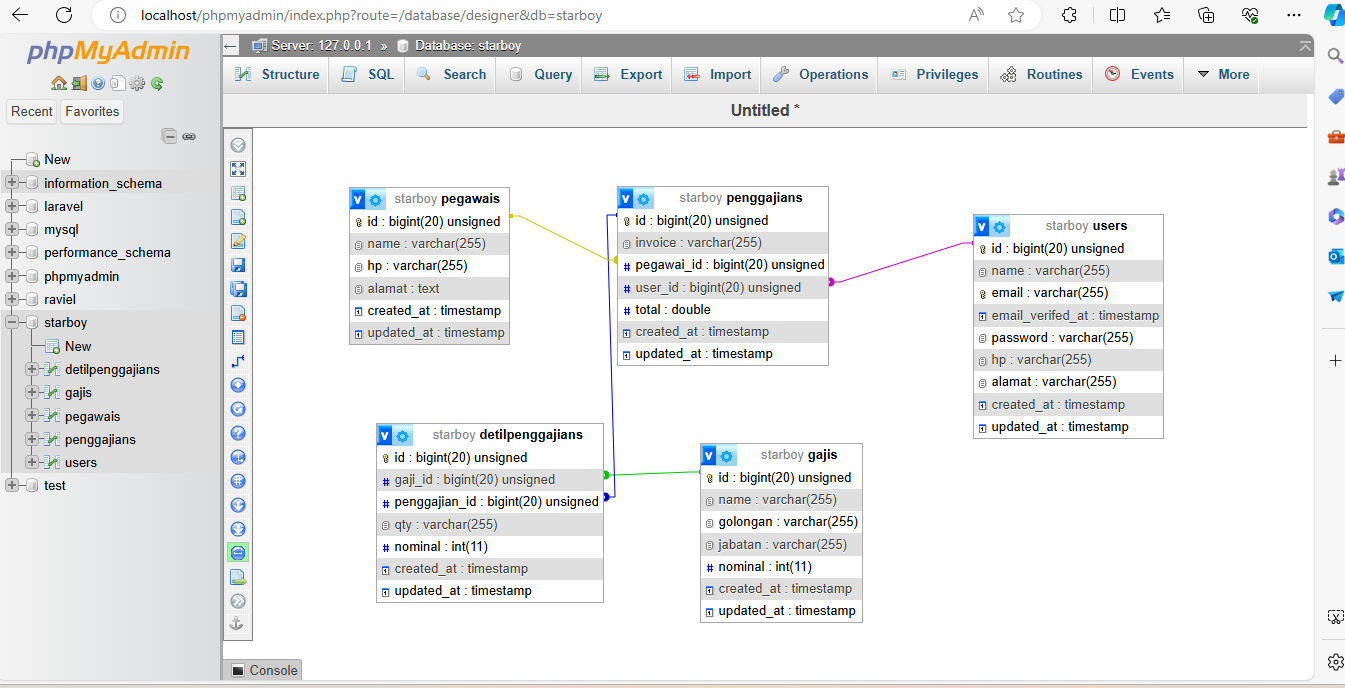 localhost/phpmyadmin/index.php?route=/database/designer&db=starboy
phpMyAdmin
Recent Favorites
New
information_schema
laravel
mysql
performance_schema
phpmyadmin
raviel
starboy
New
detilpenggajians
gajis
pegawais
penggajians
users
test
Server: 127.0.0.1 » Database: starboy
Structure SQL Search Query Export Import Operations Privileges Routines Events More
Untitled *
V starboy pegawais
id : bigint(20) unsigned
name : varchar(255)
hp : varchar(255)
alamat : text
created_at : timestamp
updated_at : timestamp
V starboy penggajians
id : bigint(20) unsigned
invoice : varchar(255)
# pegawai_id : bigint(20) unsigned
# user_id : bigint(20) unsigned
# total : double
created_at : timestamp
updated_at : timestamp
V starboy users
id : bigint(20) unsigned
name : varchar(255)
email : varchar(255)
email_verifed_at : timestamp
password : varchar(255)
hp : varchar(255)
alamat : varchar(255)
created_at : timestamp
updated_at : timestamp
V starboy detilpenggajians
id : bigint(20) unsigned
# gaji_id : bigint(20) unsigned
# penggajian_id : bigint(20) unsigned
qty : varchar(255)
# nominal : int(11)
created_at : timestamp
updated_at : timestamp
V starboy gajis
id : bigint(20) unsigned
name : varchar(255)
golongan : varchar(255)
jabatan : varchar(255)
# nominal : int(11)
created_at : timestamp
updated_at : timestamp
Console